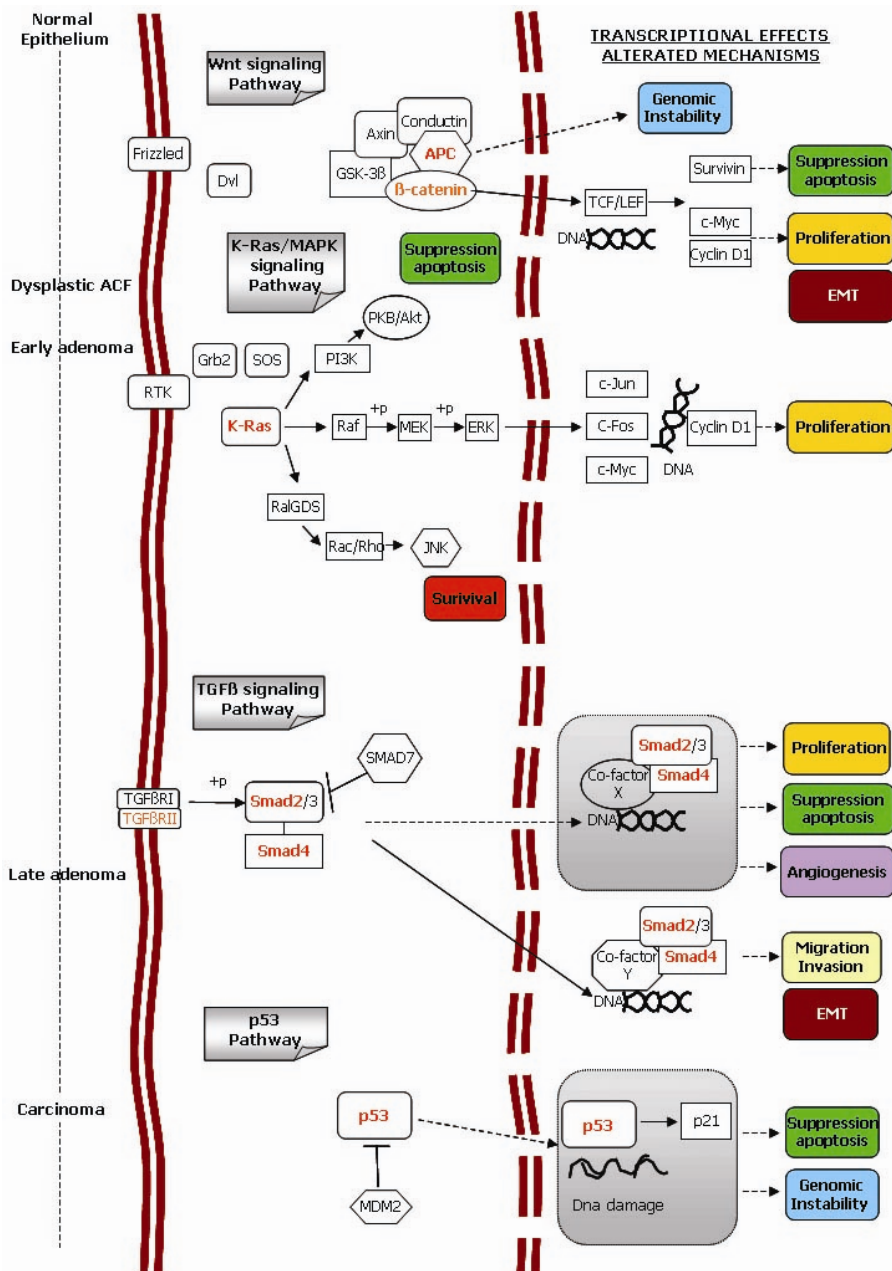 Normal
Epithelium
TRANSCRIPTIONAL EFFECTS
ALTERED MECHANISMS
Wnt signaling
Pathway
Genomic
Instability
Conductin
Axin
APC
GSK-3ß
ß-catenin
Frizzled
Dvl
Survivin
Suppression
apoptosis
TCF/LEF
DNA
c-Myc
Cyclin D1
Proliferation
EMT
K-Ras/MAPK
signaling
Pathway
Suppression
apoptosis
Dysplastic ACF
PKB/Akt
Early adenoma
Grb2
SOS
PI3K
RTK
K-Ras
Raf
+p
MEK
+p
ERK
c-Jun
C-Fos
c-Myc
DNA
Cyclin D1
Proliferation
RalGDS
Rac/Rho
JNK
Surivival
TGFß signaling
Pathway
SMAD7
+p
TGFßRI
TGFßRII
Smad2/3
Smad4
Smad2/3
Co-factor
X
Smad4
DNA
Proliferation
Suppression
apoptosis
Angiogenesis
Late adenoma
Smad2/3
Co-factor
Y
Smad4
DNA
Migration
Invasion
EMT
p53
Pathway
Carcinoma
p53
MDM2
p53
p21
Dna damage
Suppression
apoptosis
Genomic
Instability